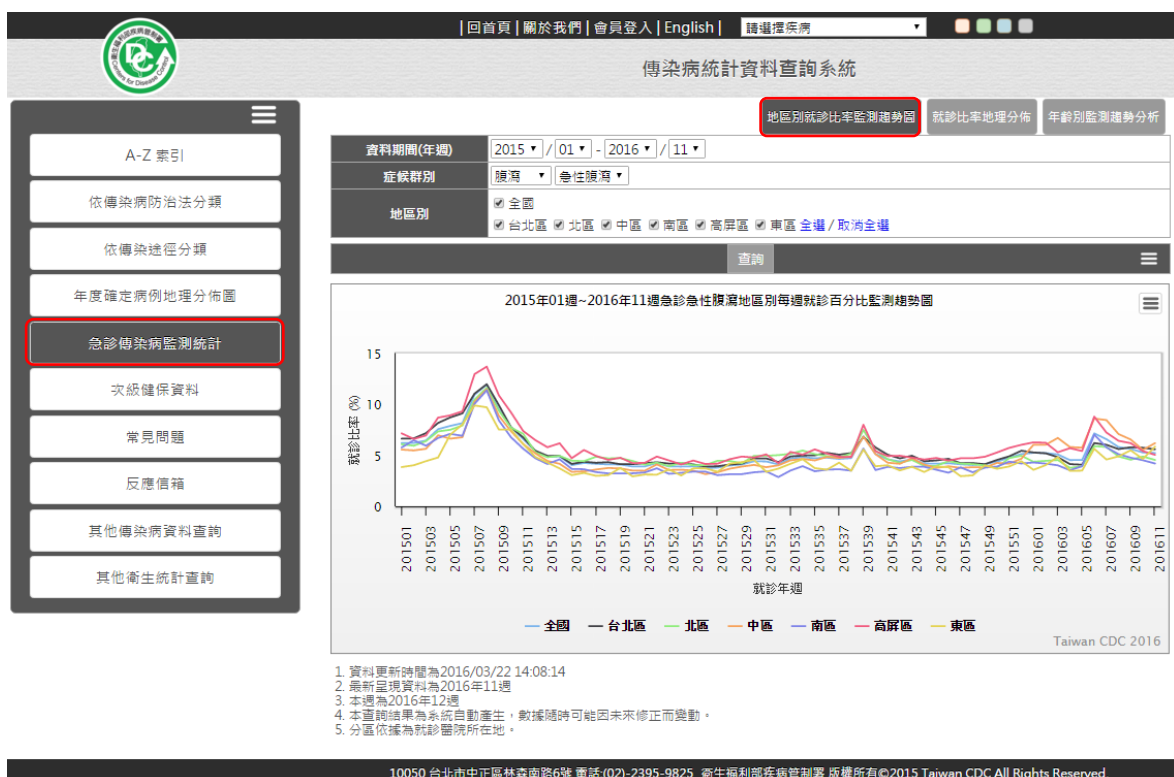 |回首頁|關於我們|會員登入|English| 請選擇疾病
衛生福利部疾病管制署
Centers for Disease Control
傳染病統計資料查詢系統
地區別就診比率監測趨勢圖 就診比率地理分佈 年齡別監測趨勢分析
A-Z 索引
依傳染病防治法分類
依傳染途徑分類
年度確定病例地理分佈圖
急診傳染病監測統計
次級健保資料
常見問題
反應信箱
其他傳染病資料查詢
其他衛生統計查詢
資料期間(年週) 2015 / 01 - 2016 / 11
症候群別 腹瀉 急性腹瀉
地區別 全國
台北區 北區 中區 南區 高屏區 東區 全選 / 取消全選
查詢
2015年01週~2016年11週急診急性腹瀉地區別每週就診百分比監測趨勢圖
就診比率 (%)
15
10
5
0
201501 201503 201505 201507 201509 201511 201513 201515 201517 201519 201521 201523 201525 201527 201529 201531 201533 201535 201537 201539 201541 201543 201545 201547 201549 201551 201601 201603 201605 201607 201609 201611
就診年週
全國 台北區 北區 中區 南區 高屏區 東區
Taiwan CDC 2016
1. 資料更新時間為2016/03/22 14:08:14
2. 最新呈現資料為2016年11週
3. 本週為2016年12週
4. 本查詢結果為系統自動產生，數據隨時可能因未來修正而變動。
5. 分區依據為就診醫院所在地。
10050 台北市中正區林森南路6號 電話:(02)-2395-9825 衛生福利部疾病管制署 版權所有©2015 Taiwan CDC All Rights Reserved